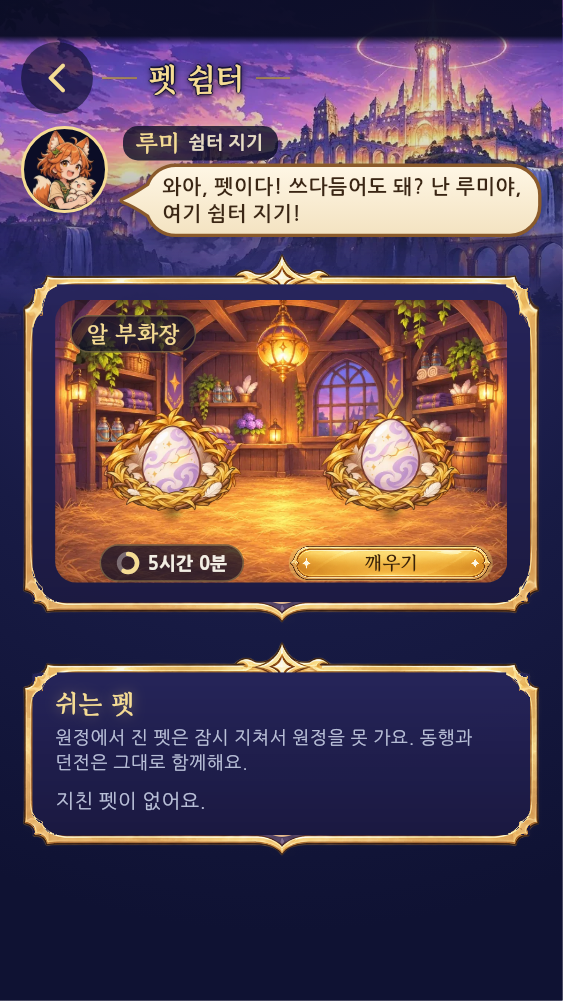 펫 쉼터
루미 쉼터 지기
와아, 펫이다! 쓰다듬어도 돼? 난 루미야,
여기 쉼터 지기!
알 부화장
5시간 0분
깨우기
쉬는 펫
원정에서 진 펫은 잠시 지쳐서 원정을 못 가요. 동행과
던전은 그대로 함께해요.
지친 펫이 없어요.